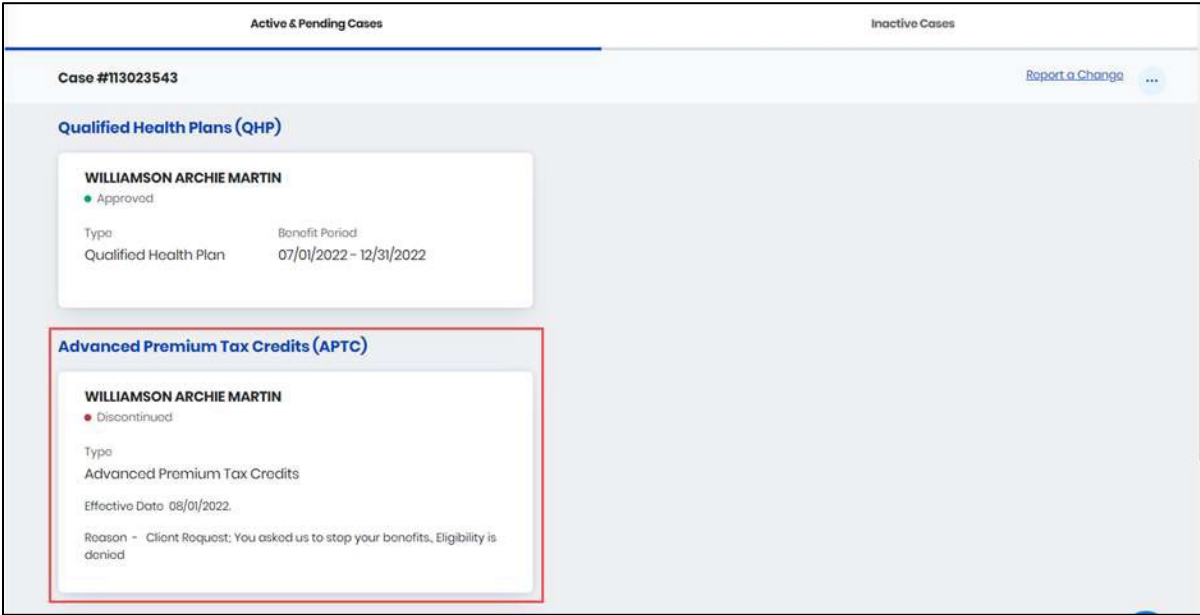 Active & Pending Cases
Inactive Cases
Case #113023543
Report a Change
...
Qualified Health Plans (QHP)
WILLIAMSON ARCHIE MARTIN
Approved
Type
Benefit Period
Qualified Health Plan
07/01/2022 - 12/31/2022
Advanced Premium Tax Credits (APTC)
WILLIAMSON ARCHIE MARTIN
Discontinued
Type
Advanced Premium Tax Credits
Effective Date 08/01/2022.
Reason - Client Request; You asked us to stop your benefits., Eligibility is
denied